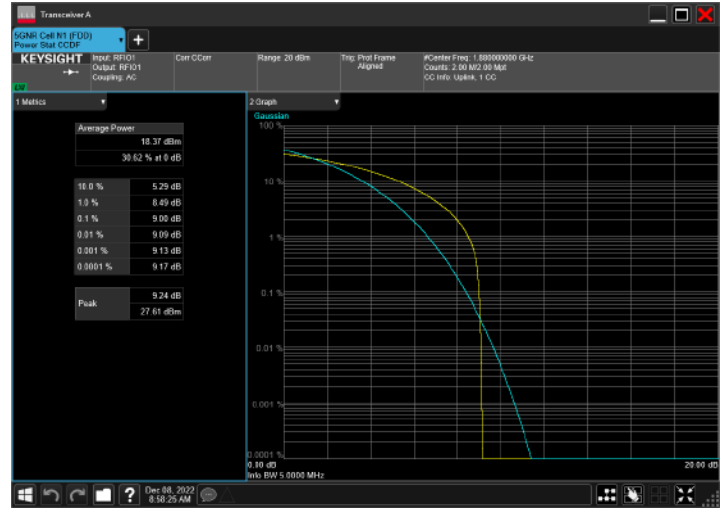 Transceiver A
5GNR Cell N1 (FDD)
Power Stat CCDF
KEYSIGHT
Input: RFIO1
Output: RFIO1
Coupling: AC
Corr CCorr
Range: 20 dBm
Trig: Prot Frame
Aligned
#Center Freq: 1.880000000 GHz
Counts: 2.00 M/2.00 Mpt
CC Info: Uplink, 1 CC
1 Metrics
Average Power
18.37 dBm
30.62 % at 0 dB
10.0 % 5.29 dB
1.0 % 8.49 dB
0.1 % 9.00 dB
0.01 % 9.09 dB
0.001 % 9.13 dB
0.0001 % 9.17 dB
Peak
9.24 dB
27.61 dBm
2 Graph
Gaussian
100 %
10 %
1 %
0.1 %
0.01 %
0.001 %
0.0001 %
0.00 dB
20.00 dB
Info BW 5.0000 MHz
Dec 08, 2022
8:58:25 AM